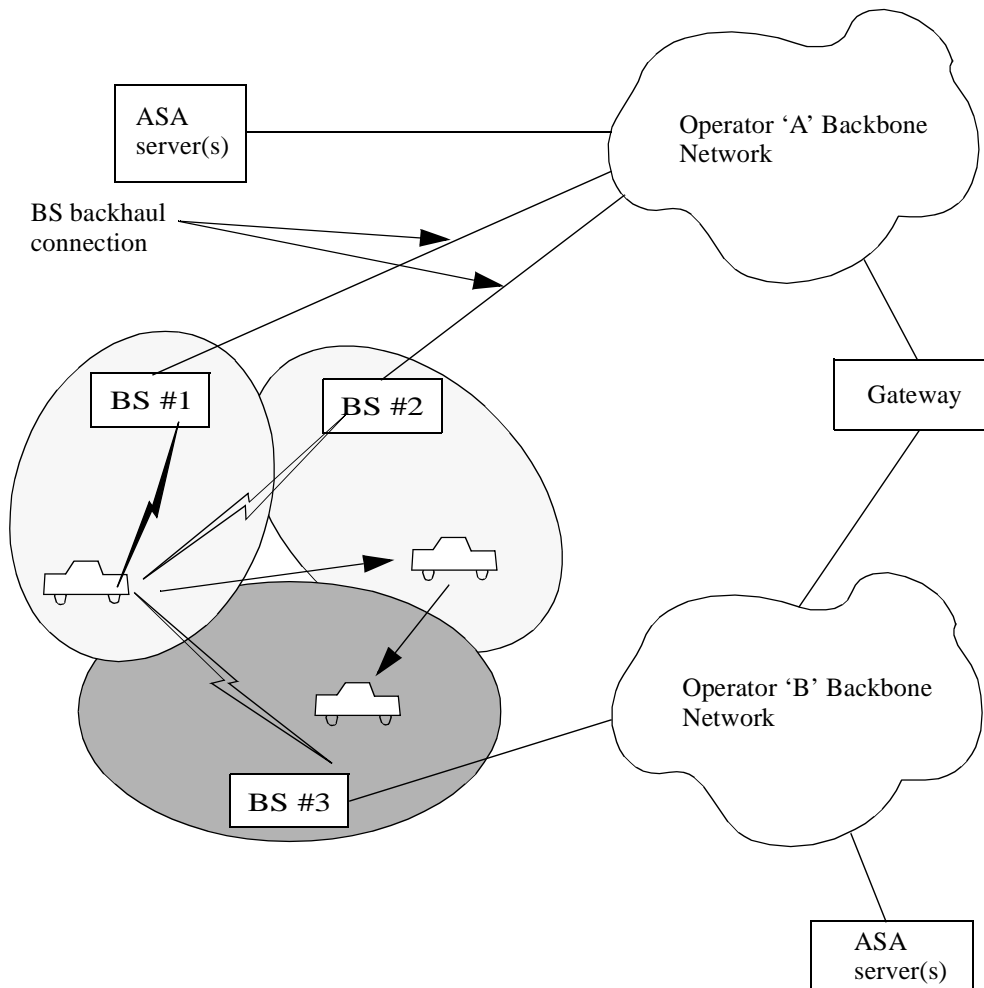 ASA
server(s)
Operator ‘A’ Backbone
Network
BS backhaul
connection
BS #1
BS #2
Gateway
Operator ‘B’ Backbone
Network
BS #3
ASA
server(s)